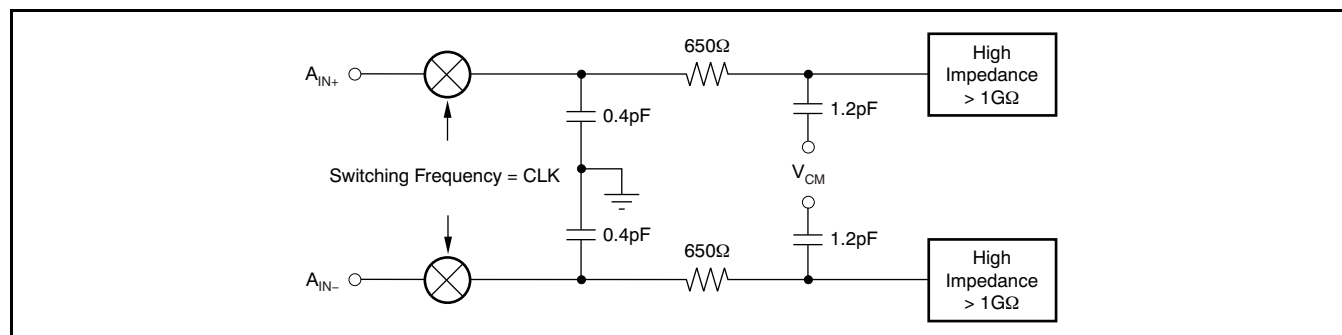 650Ω
High
Impedance
> 1GΩ
A_IN+
0.4pF
1.2pF
Switching Frequency = CLK
V_CM
0.4pF
1.2pF
650Ω
A_IN–
High
Impedance
> 1GΩ